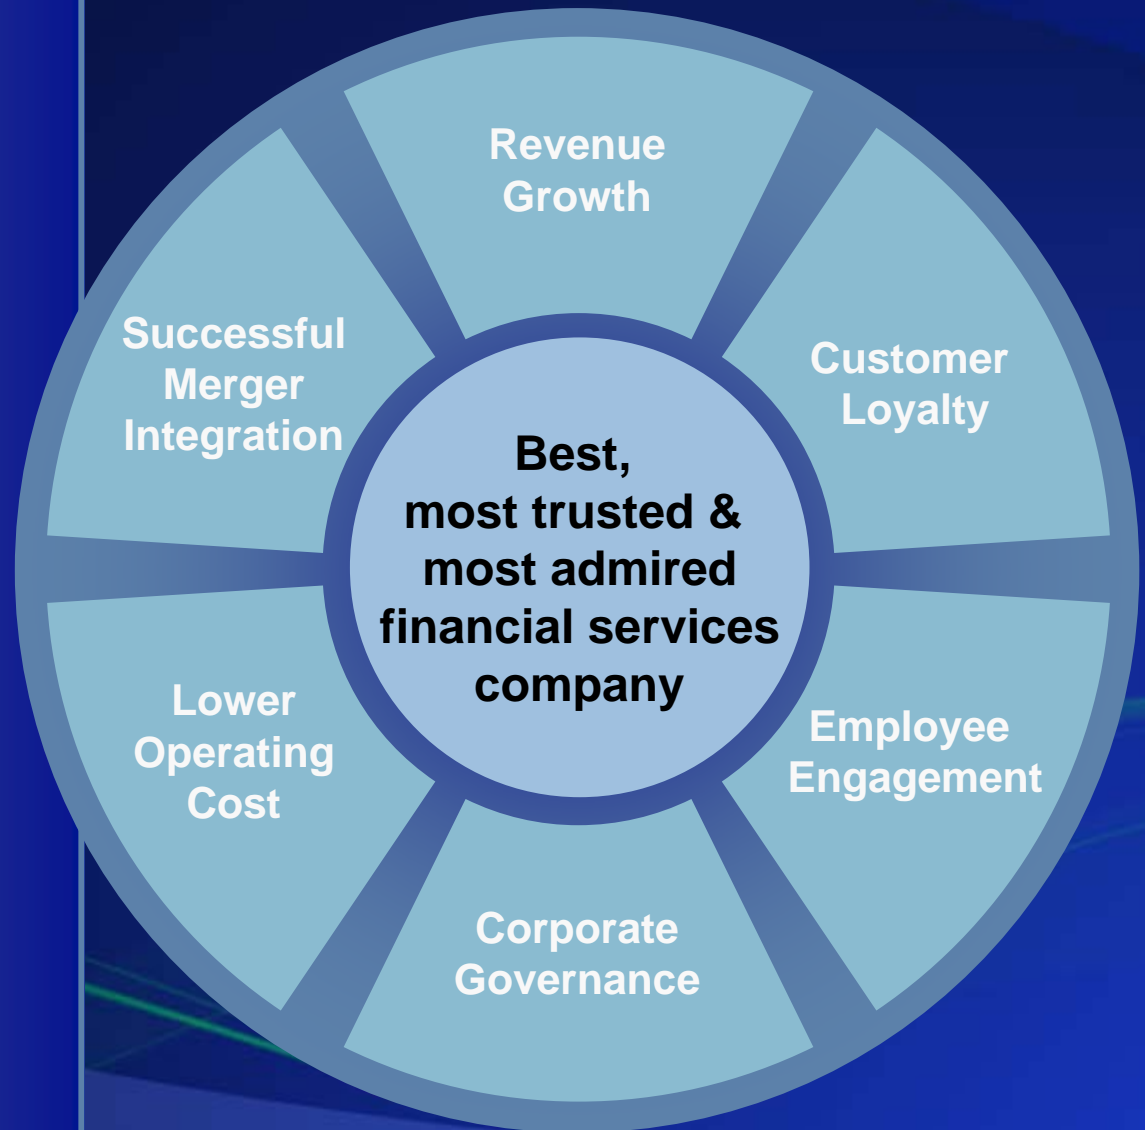 Revenue
Growth
Customer
Loyalty
Employee
Engagement
Corporate
Governance
Lower
Operating
Cost
Successful
Merger
Integration
Best,
most trusted &
most admired
financial services
company